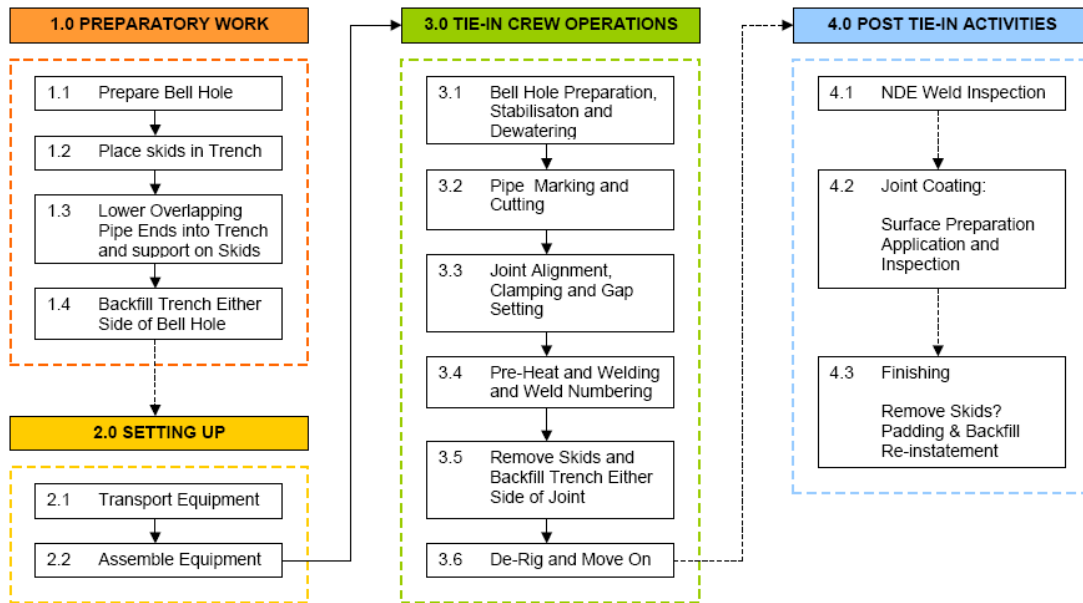 1.0 PREPARATORY WORK
1.1 Prepare Bell Hole
1.2 Place skids in Trench
1.3 Lower Overlapping
Pipe Ends into Trench
and support on Skids
1.4 Backfill Trench Either
Side of Bell Hole
2.0 SETTING UP
2.1 Transport Equipment
2.2 Assemble Equipment
3.0 TIE-IN CREW OPERATIONS
3.1 Bell Hole Preparation,
Stabilisaton and
Dewatering
3.2 Pipe Marking and
Cutting
3.3 Joint Alignment,
Clamping and Gap
Setting
3.4 Pre-Heat and Welding
and Weld Numbering
3.5 Remove Skids and
Backfill Trench Either
Side of Joint
3.6 De-Rig and Move On
4.0 POST TIE-IN ACTIVITIES
4.1 NDE Weld Inspection
4.2 Joint Coating:
Surface Preparation
Application and
Inspection
4.3 Finishing
Remove Skids?
Padding & Backfill
Re-instatement